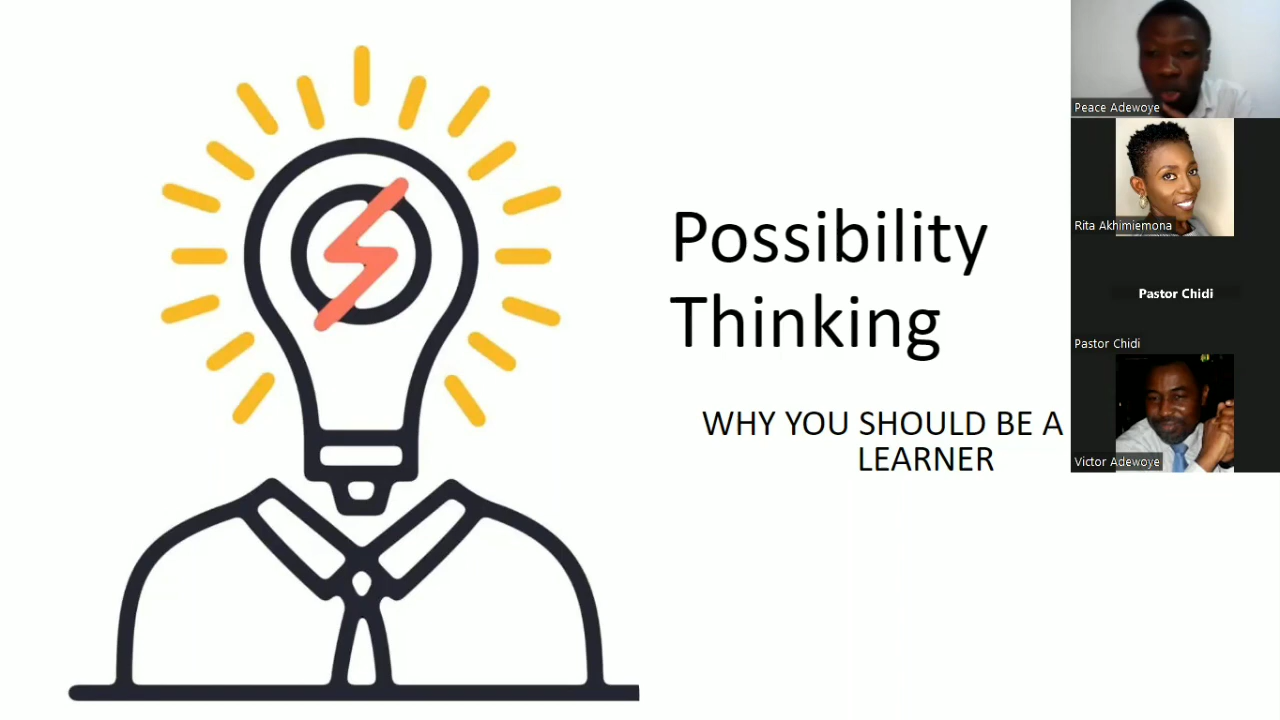 Possibility
Thinking
WHY YOU SHOULD BE A
LEARNER
Peace Adewoye
Rita Akhimiemona
Pastor Chidi
Pastor Chidi
Victor Adewoye